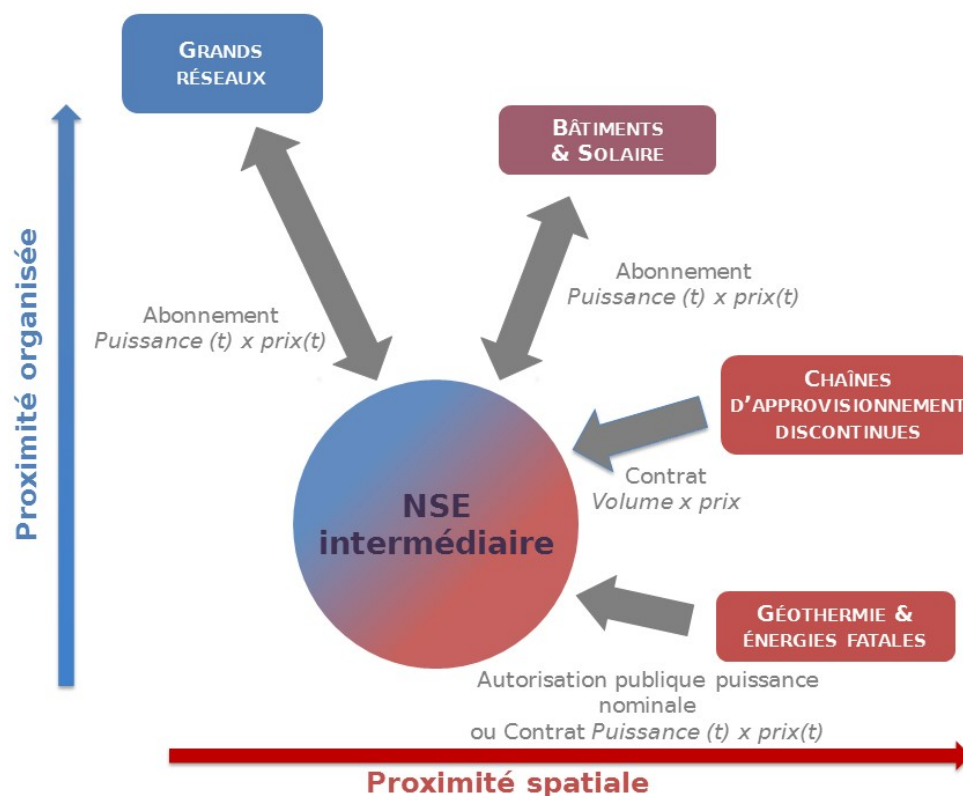 GRANDS
RÉSEAUX
BÂTIMENTS
& SOLAIRE
Abonnement
Puissance (t) x prix(t)
Abonnement
Puissance (t) x prix(t)
Proximité organisée
CHAÎNES
D’APPROVISIONNEMENT
DISCONTINUES
Contrat
Volume x prix
NSE
intermédiaire
GÉOTHERMIE &
ÉNERGIES FATALES
Autorisation publique puissance
nominale
ou Contrat Puissance (t) x prix(t)
Proximité spatiale